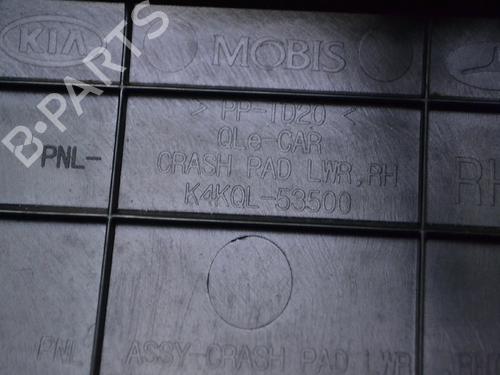 KIA
MOBIS
B-PARTS
> PP-TD20 <
QLe-CAR
PNL-
CRASH PAD LWR,RH
K4KQL-53500
PNL
ASSY-CRASH PAD LWR